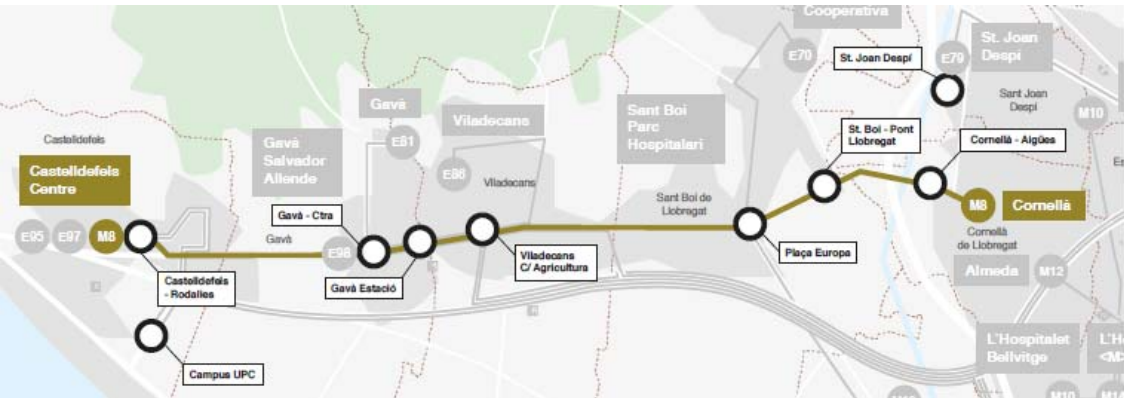 Cooperativa
E70
St. Joan Despí
E79
St. Joan
Despí
Sant Joan
Despí
M10
Castelldefels
Castelldefels
Centre
E95
E97
M8
Castelldefels
- Rodalies
Campus UPC
Gavà
Salvador
Allende
Gavà
E81
Gavà
E98
Gavà - Ctra
Gavà Estació
Viladecans
E86
Viladecans
Viladecans
C/ Agricultura
Sant Boi
Parc
Hospitalari
Sant Boi de
Llobregat
Plaça Europa
St. Boi - Pont
Llobregat
Cornellà - Aigües
M8
Cornellà
Cornellà
de Llobregat
Almeda
M12
L'Hospitalet
Bellvitge
M10